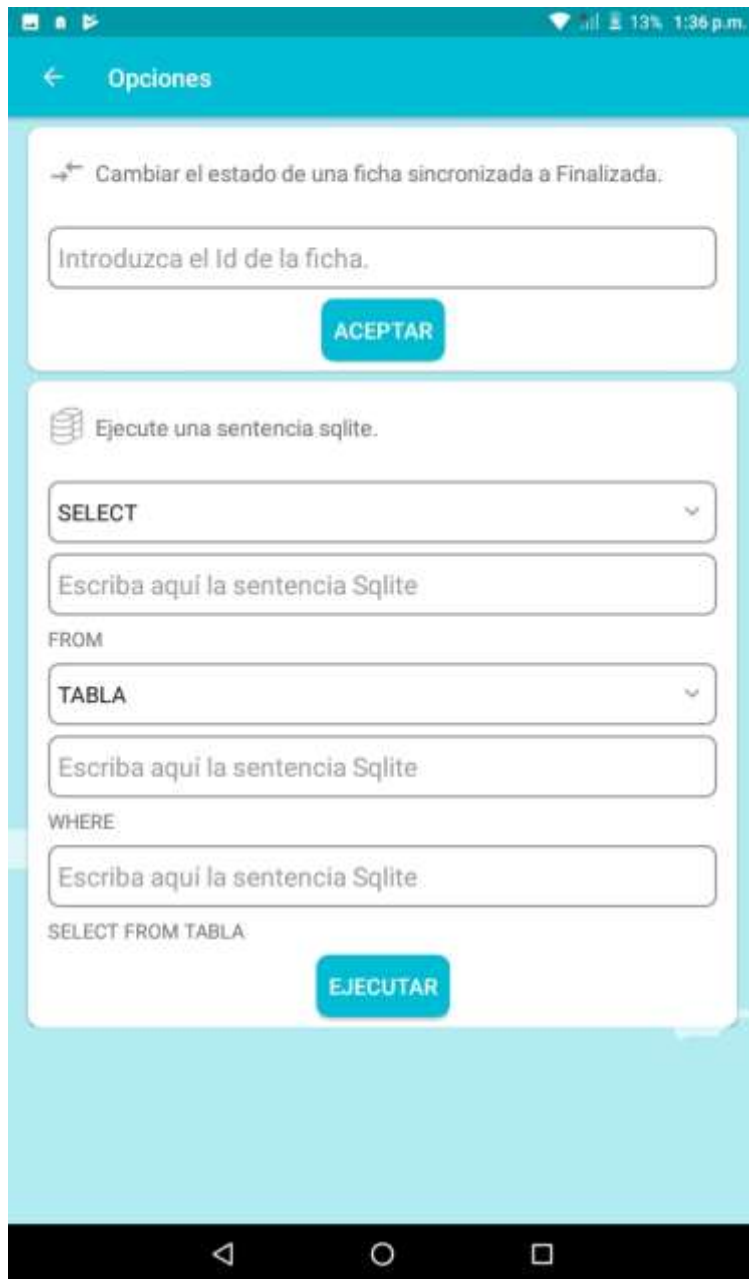 13% 1:36 p.m.
Opciones
Cambiar el estado de una ficha sincronizada a Finalizada.
Introduzca el Id de la ficha.
ACEPTAR
Ejecute una sentencia sqlite.
SELECT
Escriba aquí la sentencia Sqlite
FROM
TABLA
Escriba aquí la sentencia Sqlite
WHERE
Escriba aquí la sentencia Sqlite
SELECT FROM TABLA
EJECUTAR